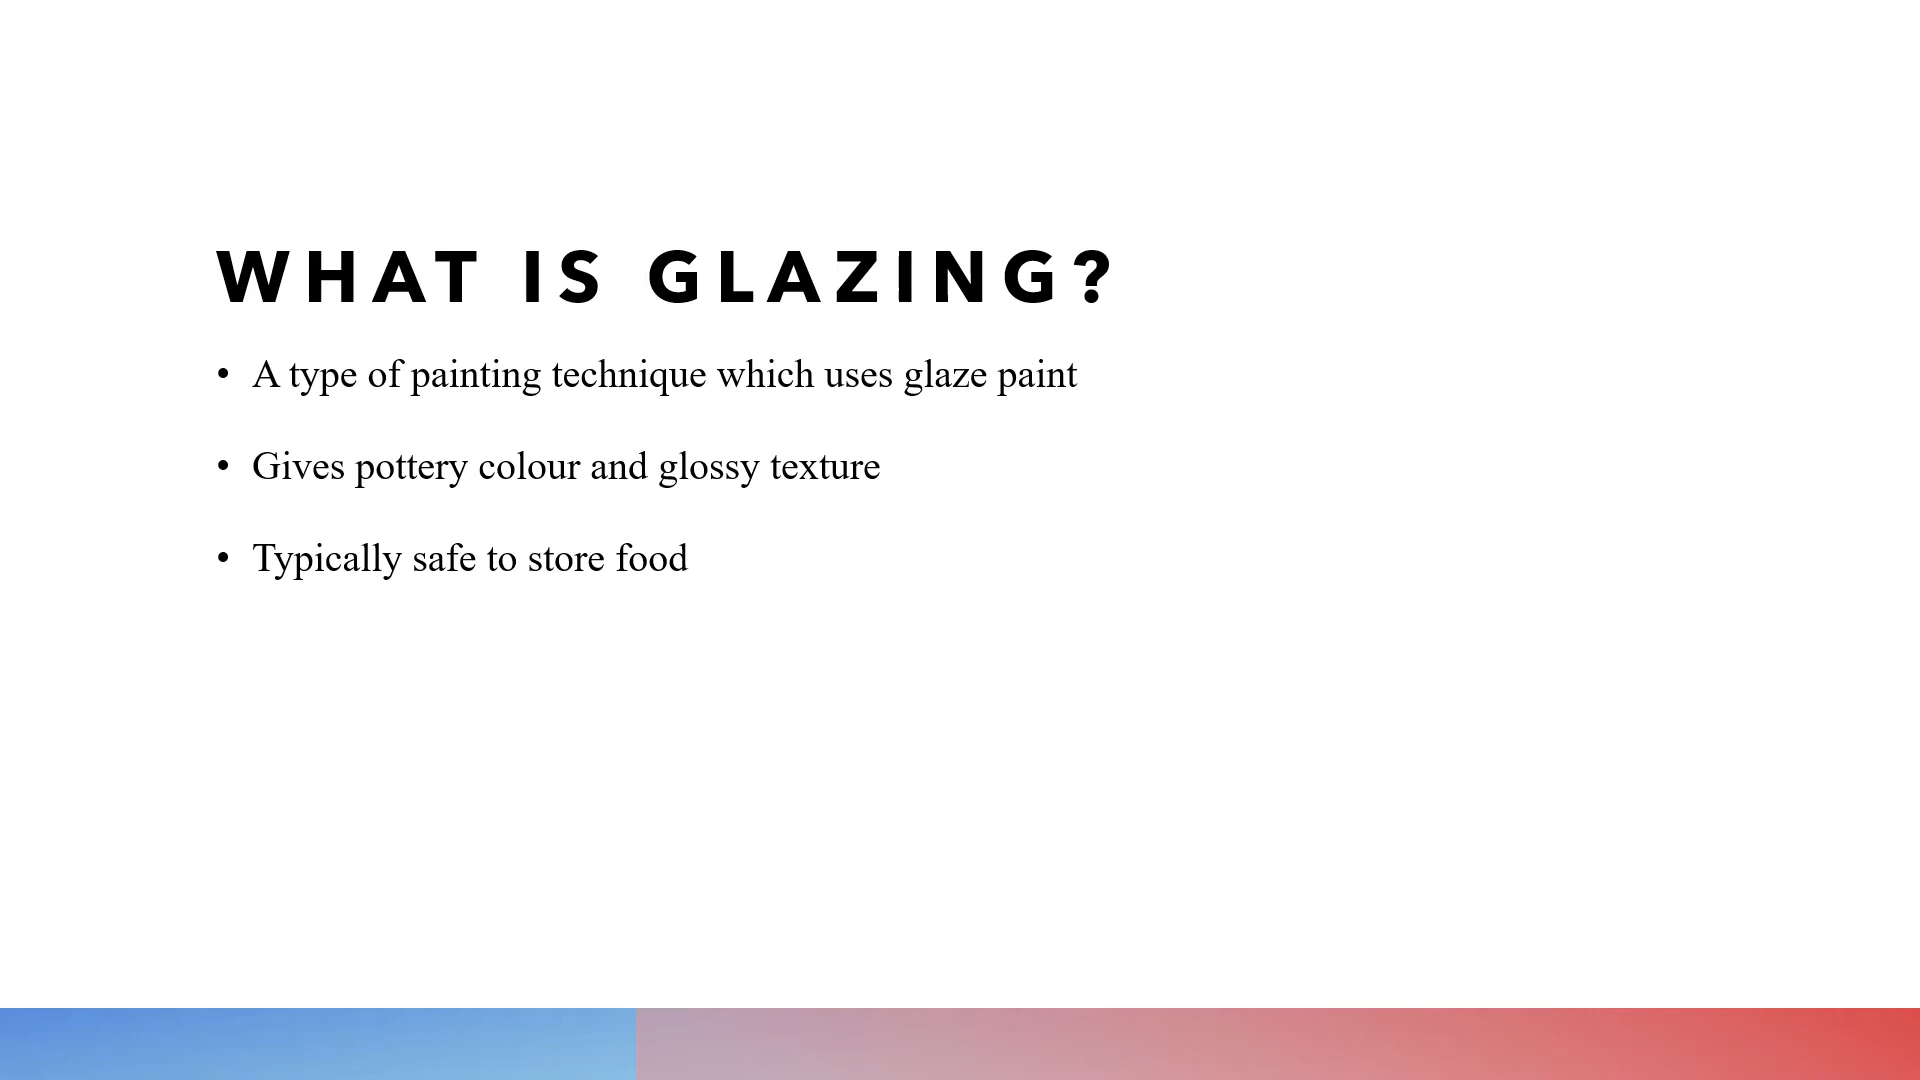 WHAT IS GLAZING?
• A type of painting technique which uses glaze paint
• Gives pottery colour and glossy texture
• Typically safe to store food